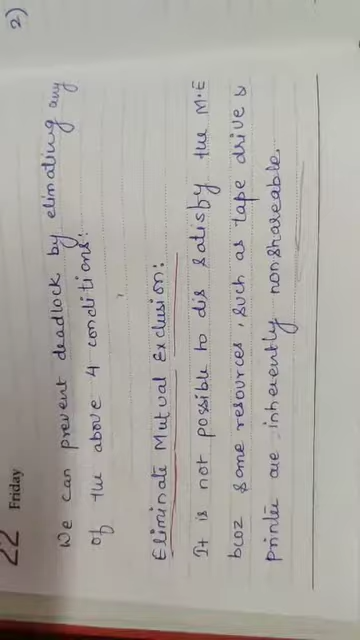 22
Friday
2)
We can prevent deadlock by elimating any
of the above 4 conditions:
Eliminate Mutual Exclusion:
It is not possible to dis satisby the M.E
bcoz some resources, such as tape drive &
printer are inherently nonshareable.